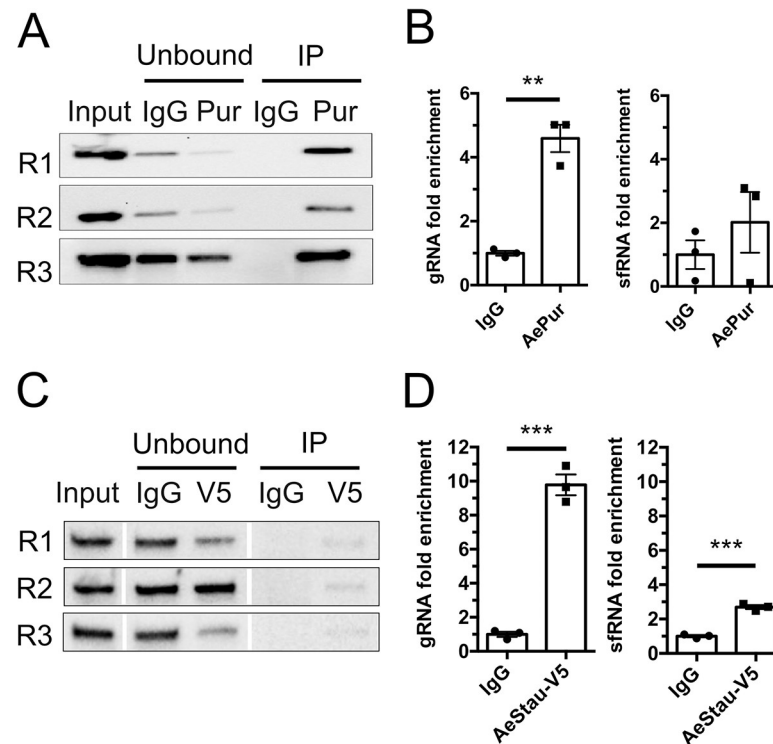 A
Unbound IP
Input IgG Pur IgG Pur
R1
R2
R3
B
gRNA fold enrichment
6
4
2
0
**
IgG
AePur
sfRNA fold enrichment
6
4
2
0
IgG
AePur
C
Unbound IP
Input IgG V5 IgG V5
R1
R2
R3
D
gRNA fold enrichment
12
10
8
6
4
2
0
***
IgG
AeStau-V5
sfRNA fold enrichment
12
10
8
6
4
2
0
***
IgG
AeStau-V5